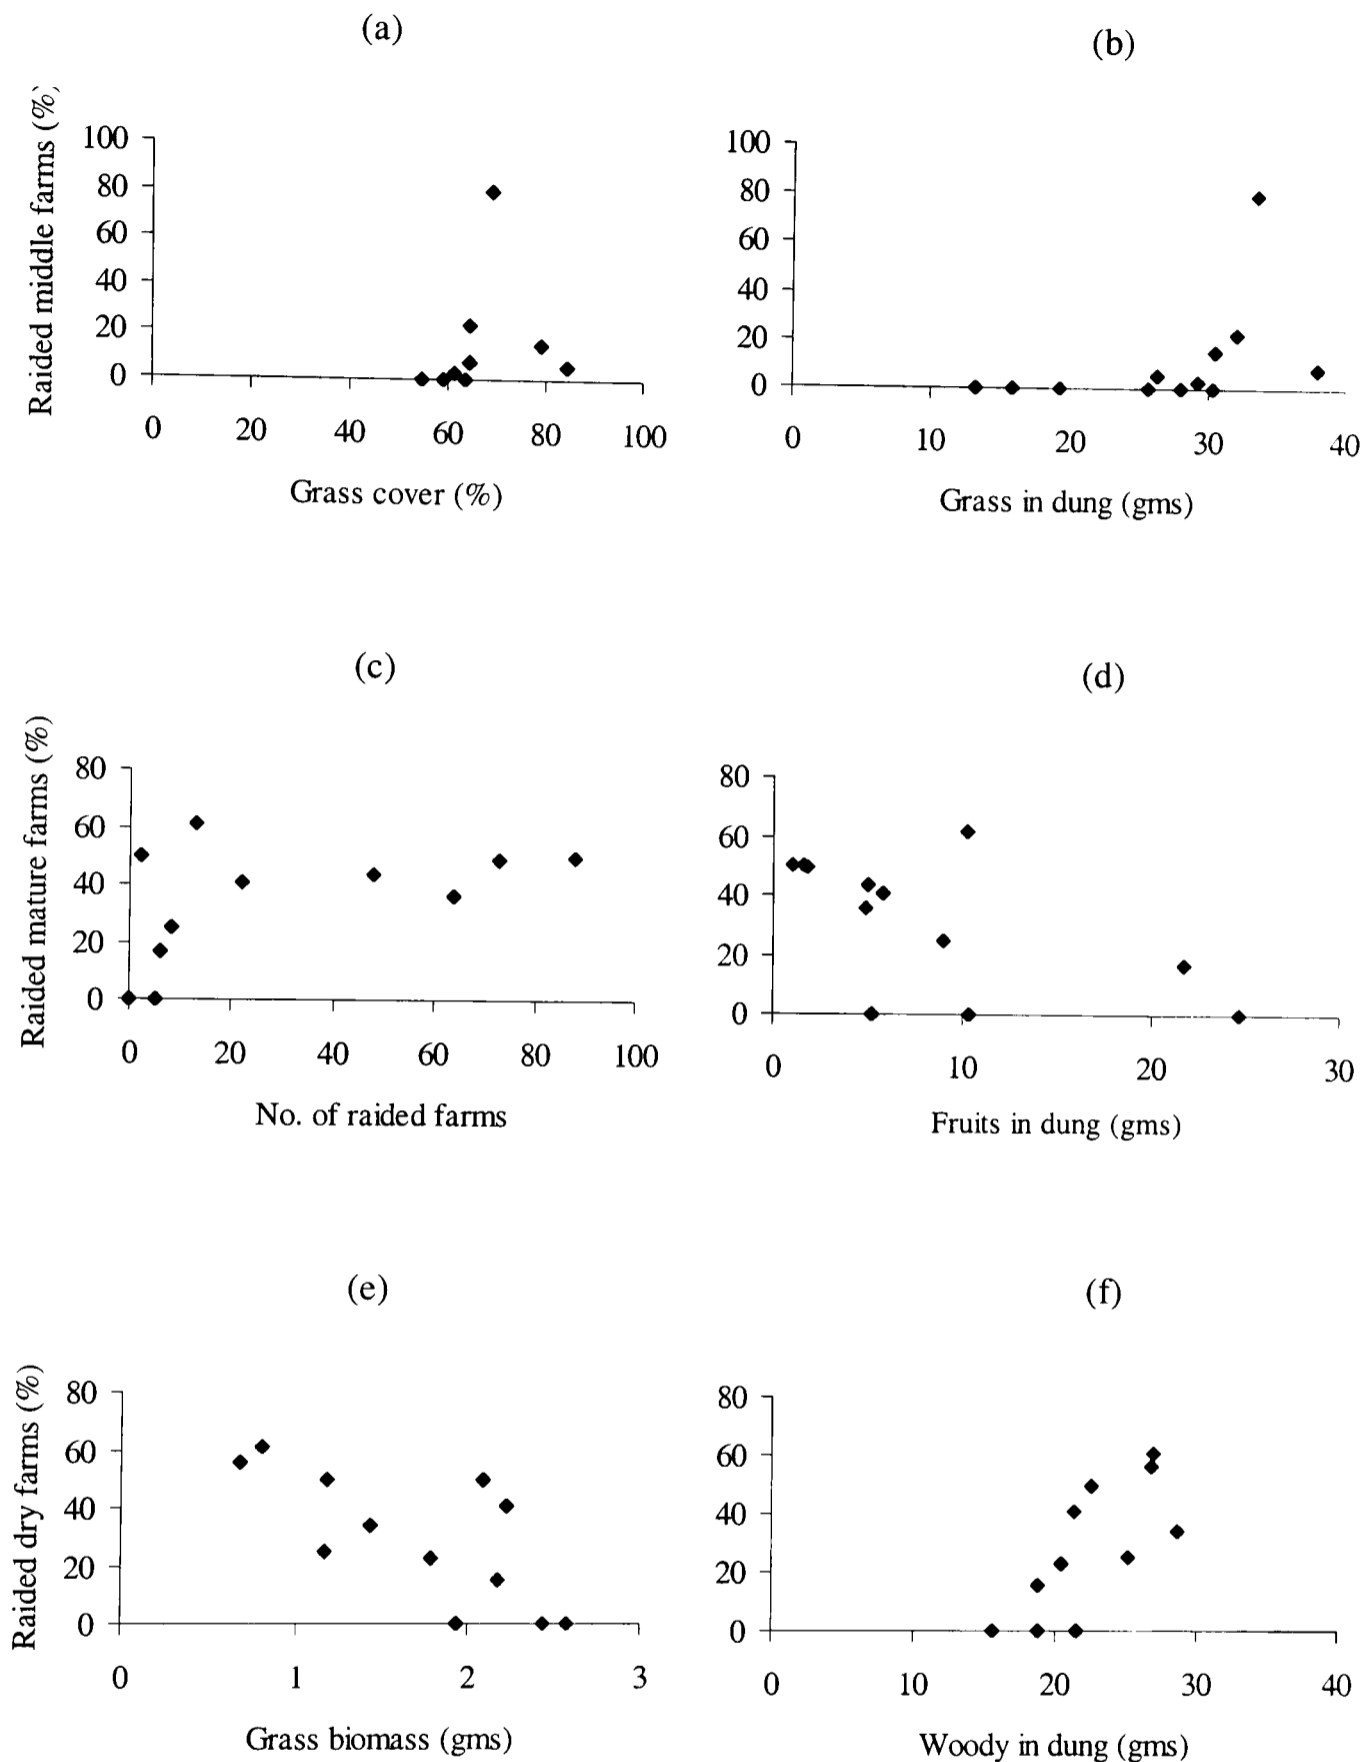 (a)
Raided middle farms (%)
100
80
60
40
20
0
0 20 40 60 80 100
Grass cover (%)
(b)
100
80
60
40
20
0
0 10 20 30 40
Grass in dung (gms)
(c)
Raided mature farms (%)
80
60
40
20
0
0 20 40 60 80 100
No. of raided farms
(d)
80
60
40
20
0
0 10 20 30
Fruits in dung (gms)
(e)
Raided dry farms (%)
80
60
40
20
0
0 1 2 3
Grass biomass (gms)
(f)
80
60
40
20
0
0 10 20 30 40
Woody in dung (gms)